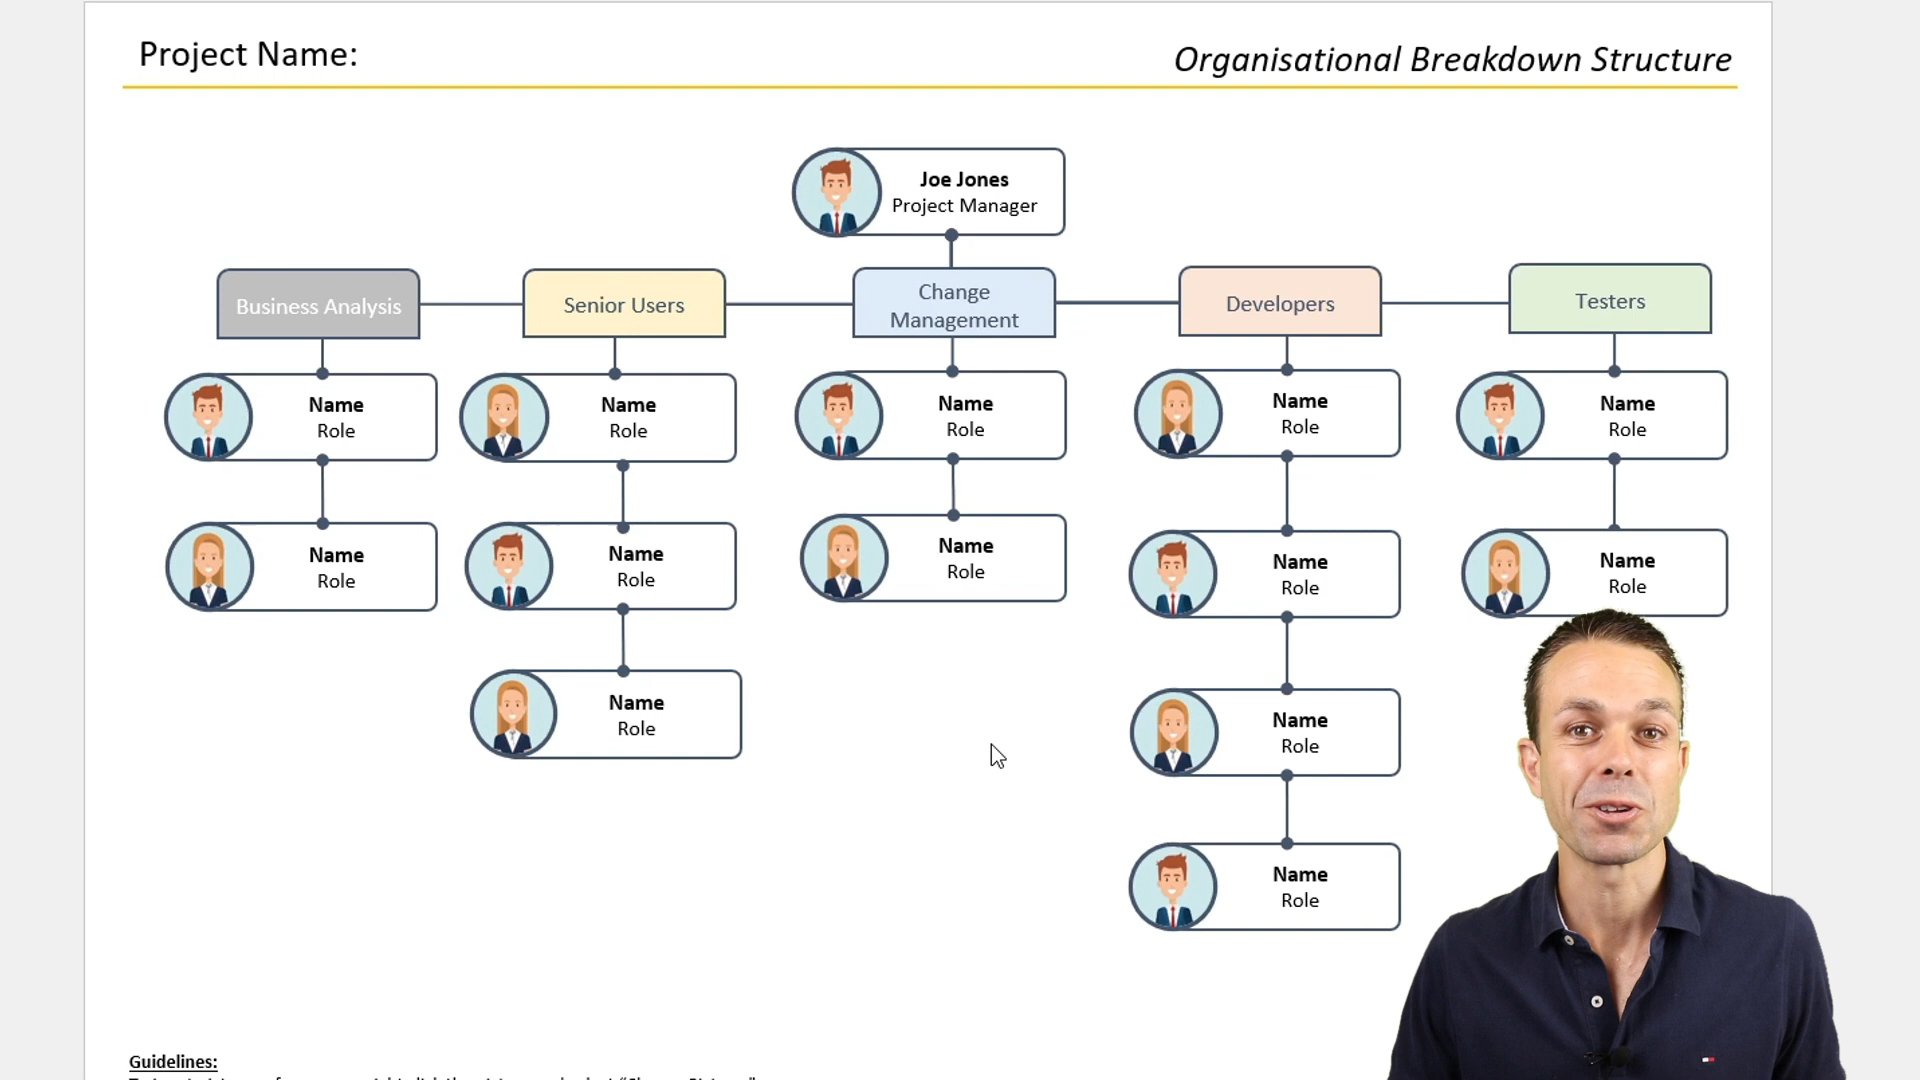 Project Name:
Organisational Breakdown Structure
Joe Jones
Project Manager
Business Analysis
Senior Users
Change
Management
Developers
Testers
Name
Role
Name
Role
Name
Role
Name
Role
Name
Role
Name
Role
Name
Role
Name
Role
Name
Role
Name
Role
Name
Role
Name
Role
Name
Role
Guidelines: